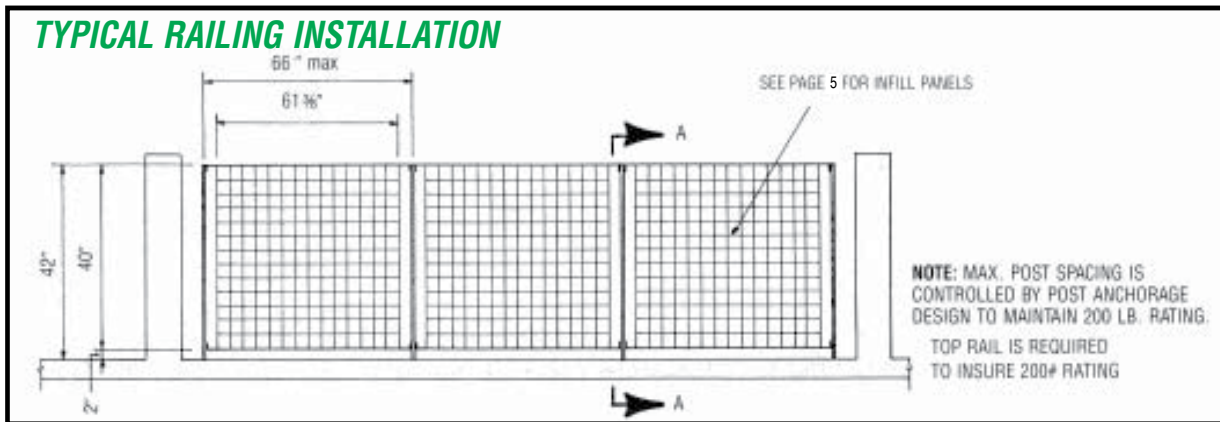 TYPICAL RAILING INSTALLATION
66" max
61 ⅜"
SEE PAGE 5 FOR INFILL PANELS
A
42"
40"
2"
NOTE: MAX. POST SPACING IS
CONTROLLED BY POST ANCHORAGE
DESIGN TO MAINTAIN 200 LB. RATING.
TOP RAIL IS REQUIRED
TO INSURE 200# RATING
A